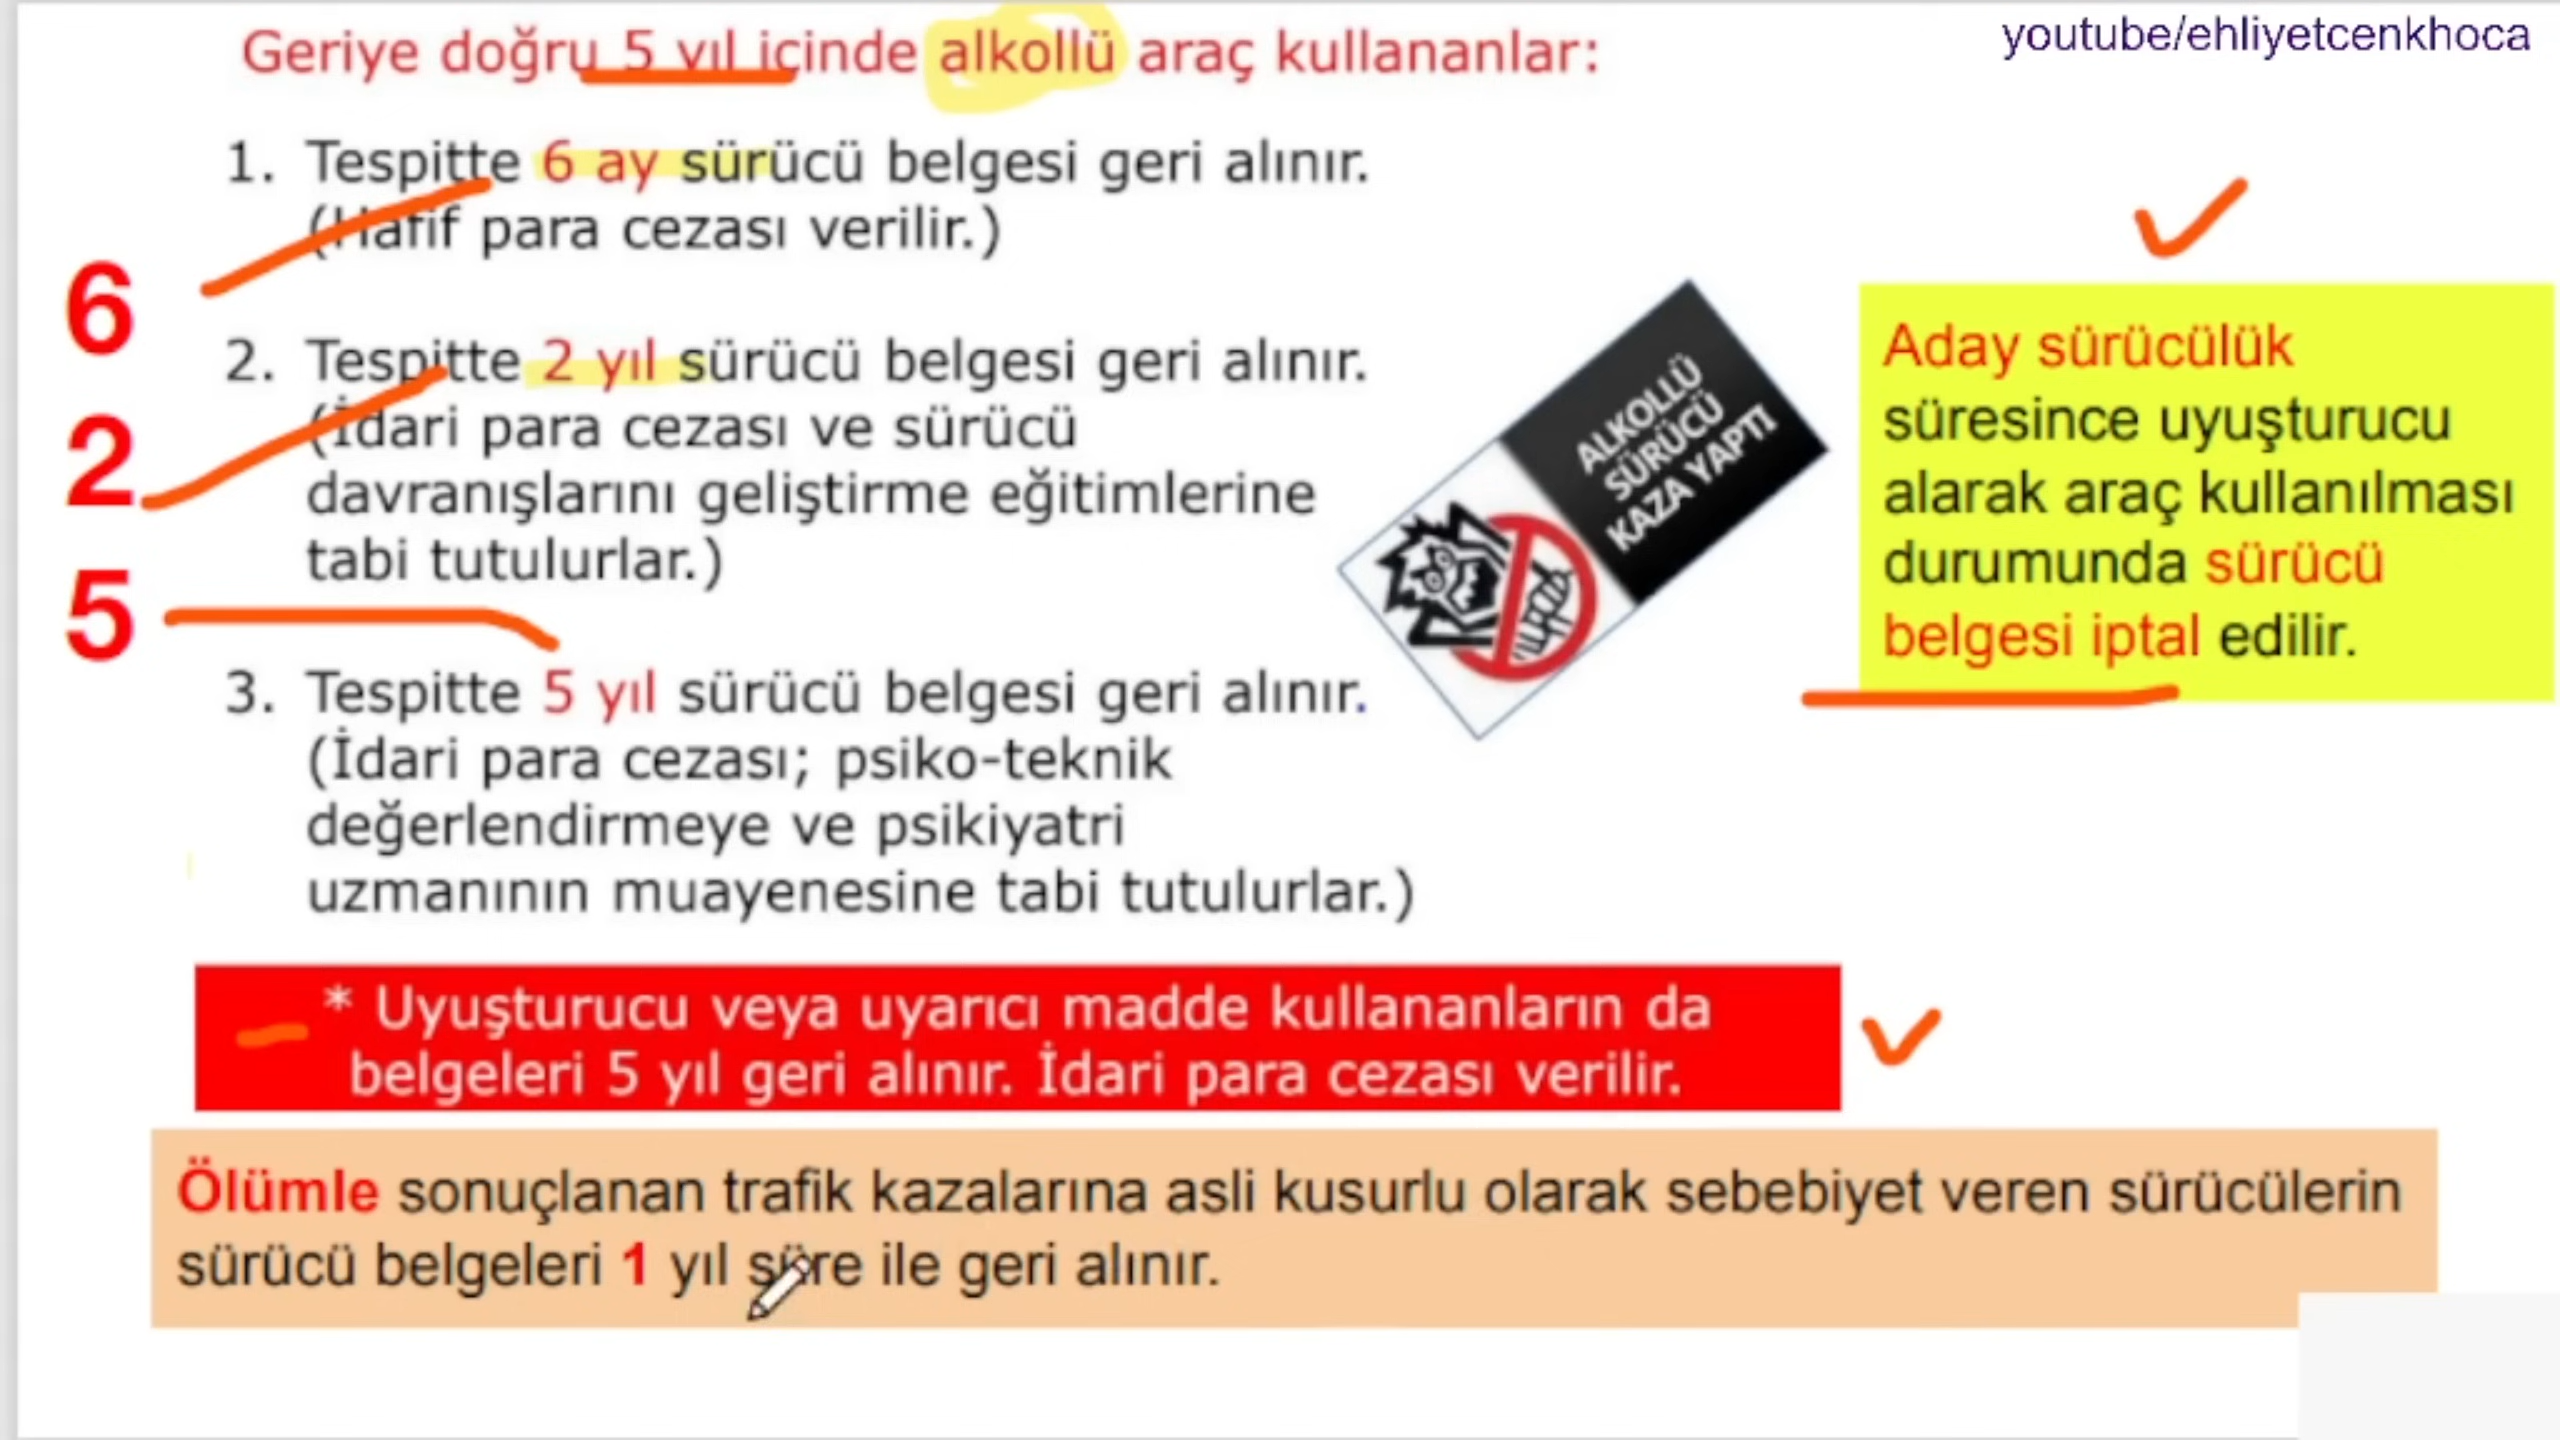 youtube/ehliyetcenkhoca
Geriye doğru 5 yıl içinde alkollü araç kullananlar:
1. Tespitte 6 ay sürücü belgesi geri alınır.
(Hafif para cezası verilir.)
6
2. Tespitte 2 yıl sürücü belgesi geri alınır.
(İdari para cezası ve sürücü
davranışlarını geliştirme eğitimlerine
tabi tutulurlar.)
2
5
3. Tespitte 5 yıl sürücü belgesi geri alınır.
(İdari para cezası; psiko-teknik
değerlendirmeye ve psikiyatri
uzmanının muayenesine tabi tutulurlar.)
ALKOLLÜ
SÜRÜCÜ
KAZA YAPTI
Aday sürücülük
süresince uyuşturucu
alarak araç kullanılması
durumunda sürücü
belgesi iptal edilir.
* Uyuşturucu veya uyarıcı madde kullananların da
belgeleri 5 yıl geri alınır. İdari para cezası verilir.
Ölümle sonuçlanan trafik kazalarına asli kusurlu olarak sebebiyet veren sürücülerin
sürücü belgeleri 1 yıl süre ile geri alınır.